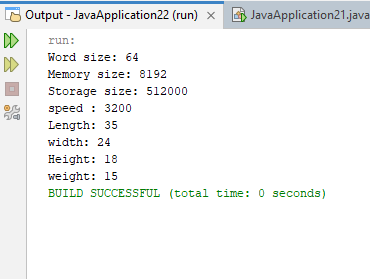 Output - JavaApplication22 (run)
JavaApplication21.java
run:
Word size: 64
Memory size: 8192
Storage size: 512000
speed : 3200
Length: 35
width: 24
Height: 18
weight: 15
BUILD SUCCESSFUL (total time: 0 seconds)